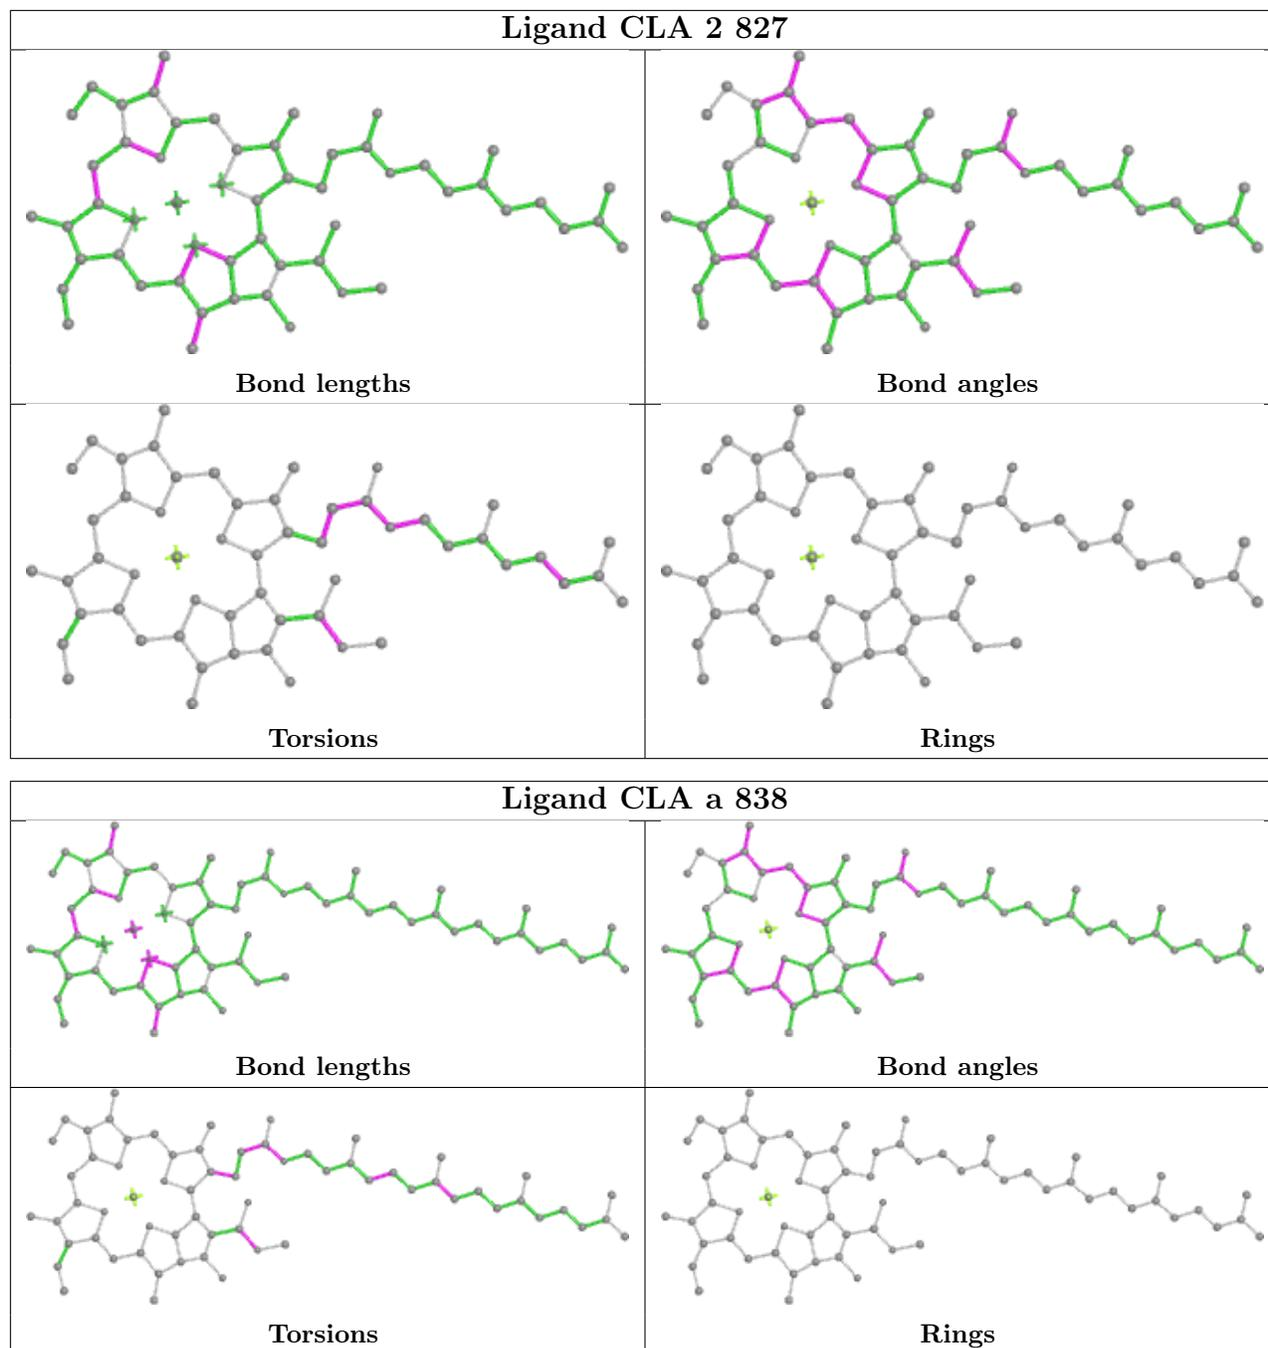 Ligand CLA 2 827
Bond lengths
Bond angles
Torsions
Rings
Ligand CLA a 838
Bond lengths
Bond angles
Torsions
Rings